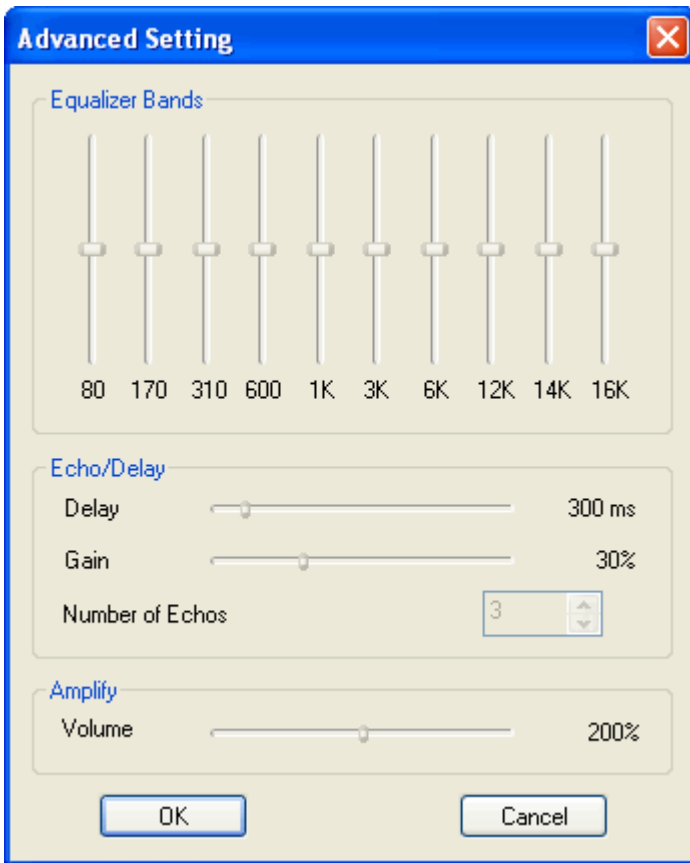 Advanced Setting
Equalizer Bands
80 170 310 600 1K 3K 6K 12K 14K 16K
Echo/Delay
Delay 300 ms
Gain 30%
Number of Echos 3
Amplify
Volume 200%
OK Cancel